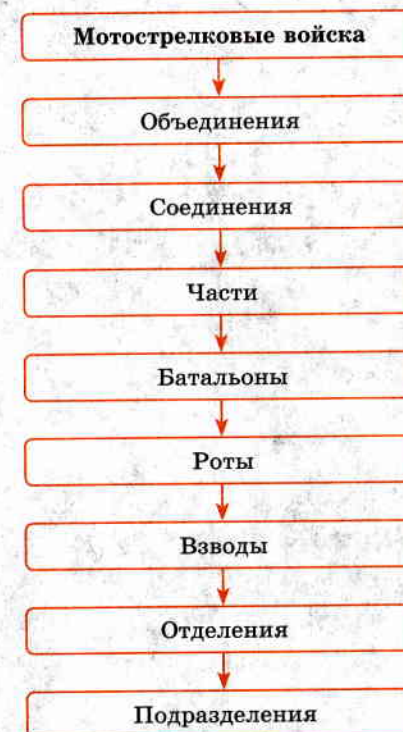 Мотострелковые войска
Объединения
Соединения
Части
Батальоны
Роты
Взводы
Отделения
Подразделения